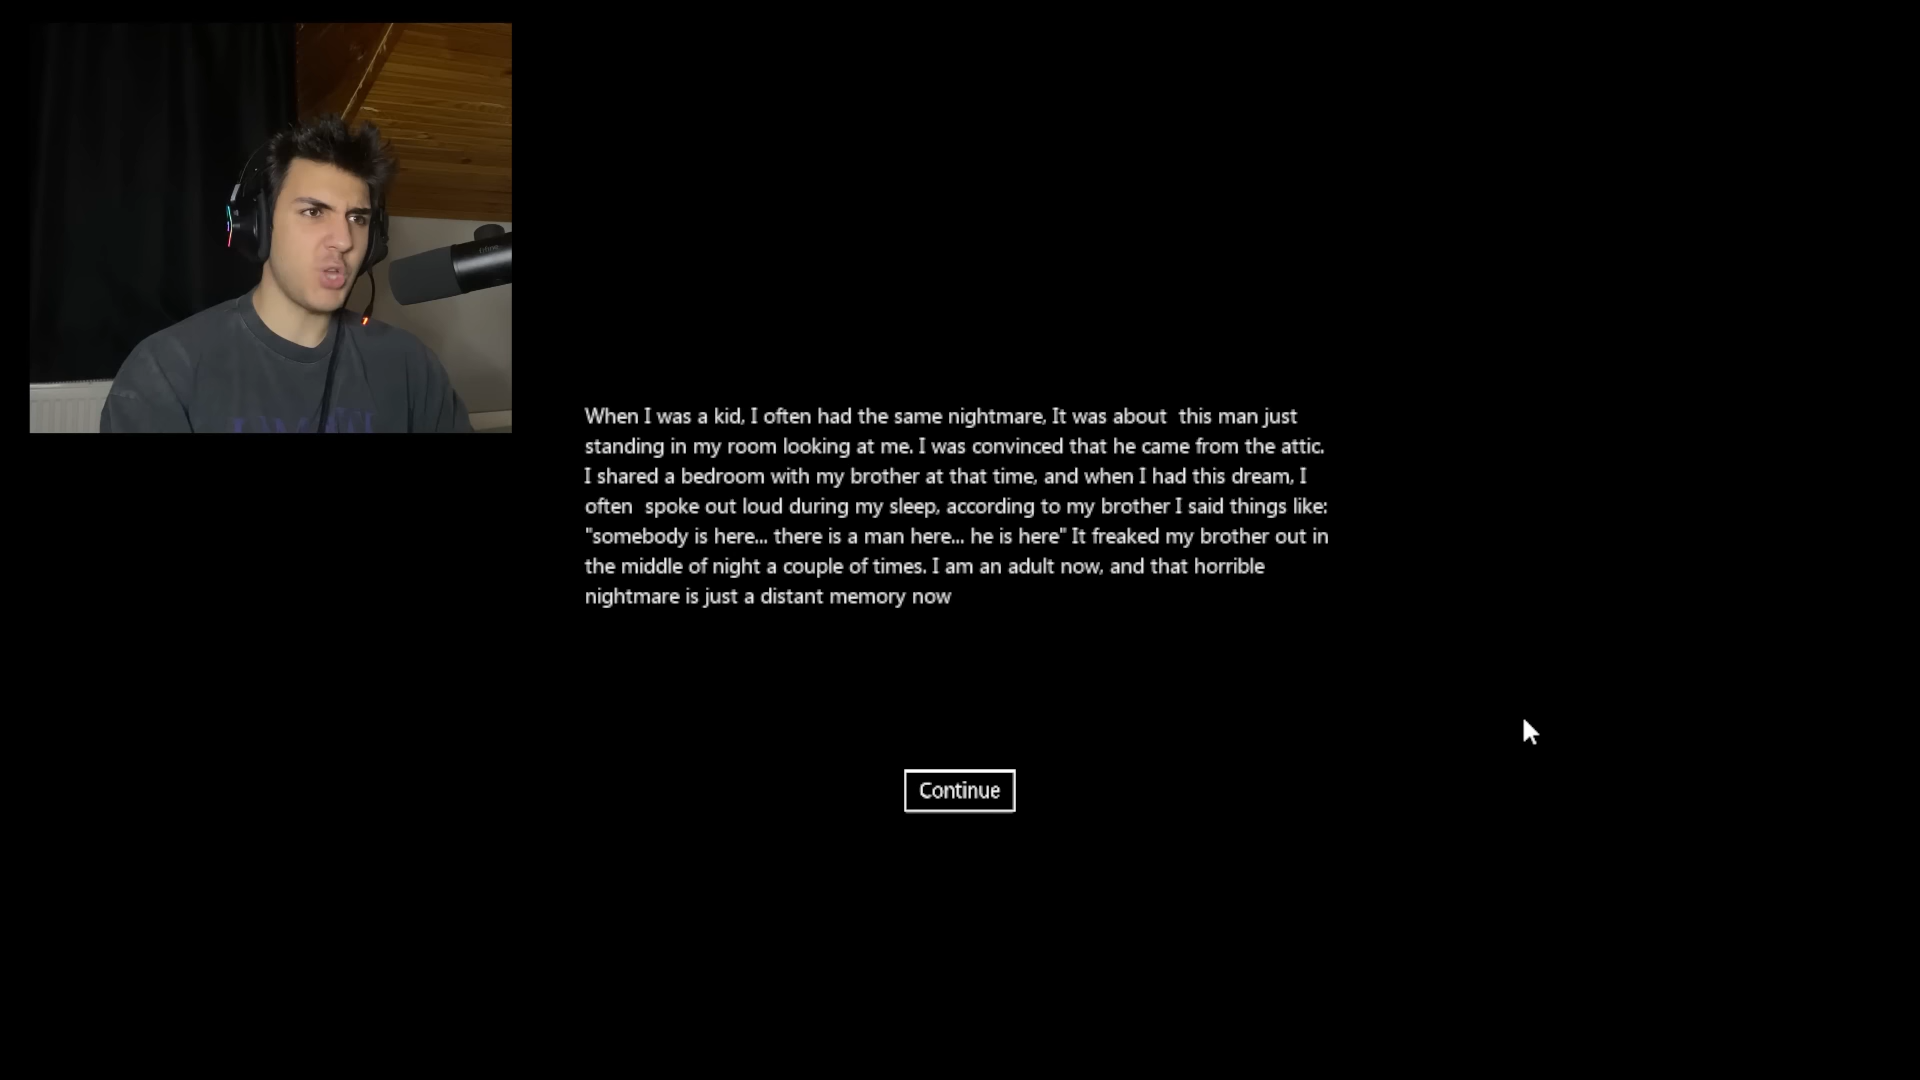 When I was a kid, I often had the same nightmare, It was about  this man just
standing in my room looking at me. I was convinced that he came from the attic.
I shared a bedroom with my brother at that time, and when I had this dream, I
often  spoke out loud during my sleep, according to my brother I said things like:
"somebody is here... there is a man here... he is here" It freaked my brother out in
the middle of night a couple of times. I am an adult now, and that horrible
nightmare is just a distant memory now
Continue